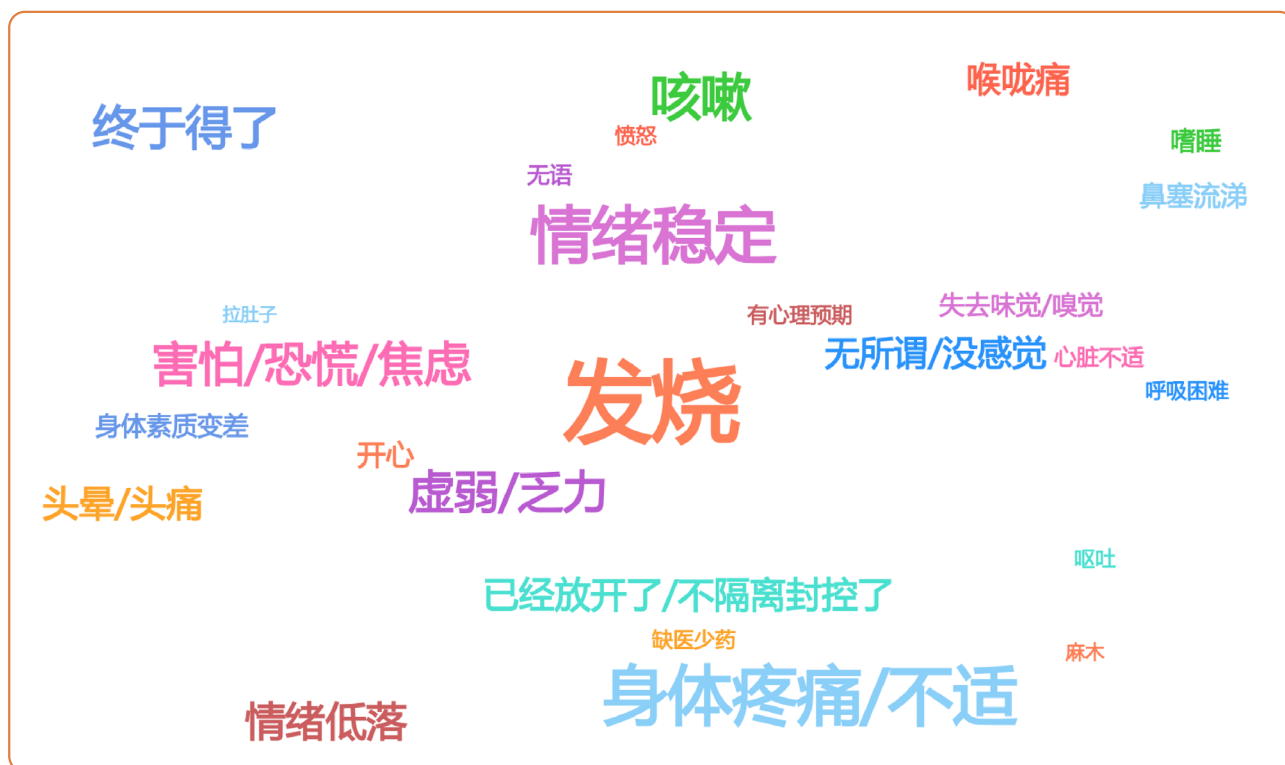 喉咙痛
咳嗽
终于得了
愤怒
嗜睡
无语
鼻塞流涕
情绪稳定
失去味觉/嗅觉
拉肚子
有心理预期
无所谓/没感觉
心脏不适
害怕/恐慌/焦虑
呼吸困难
发烧
身体素质变差
开心
虚弱/乏力
头晕/头痛
呕吐
已经放开了/不隔离封控了
缺医少药
麻木
身体疼痛/不适
情绪低落